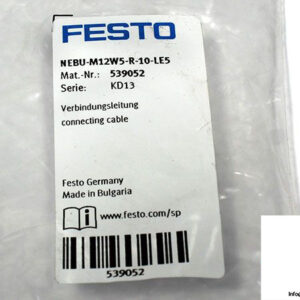 FESTO
NEBU-M12W5-R-10-LE5
Mat.-Nr.: 539052
Serie: KD13
Verbindungsleitung
connecting cable
Festo Germany
Made in Bulgaria
www.festo.com/sp
539052